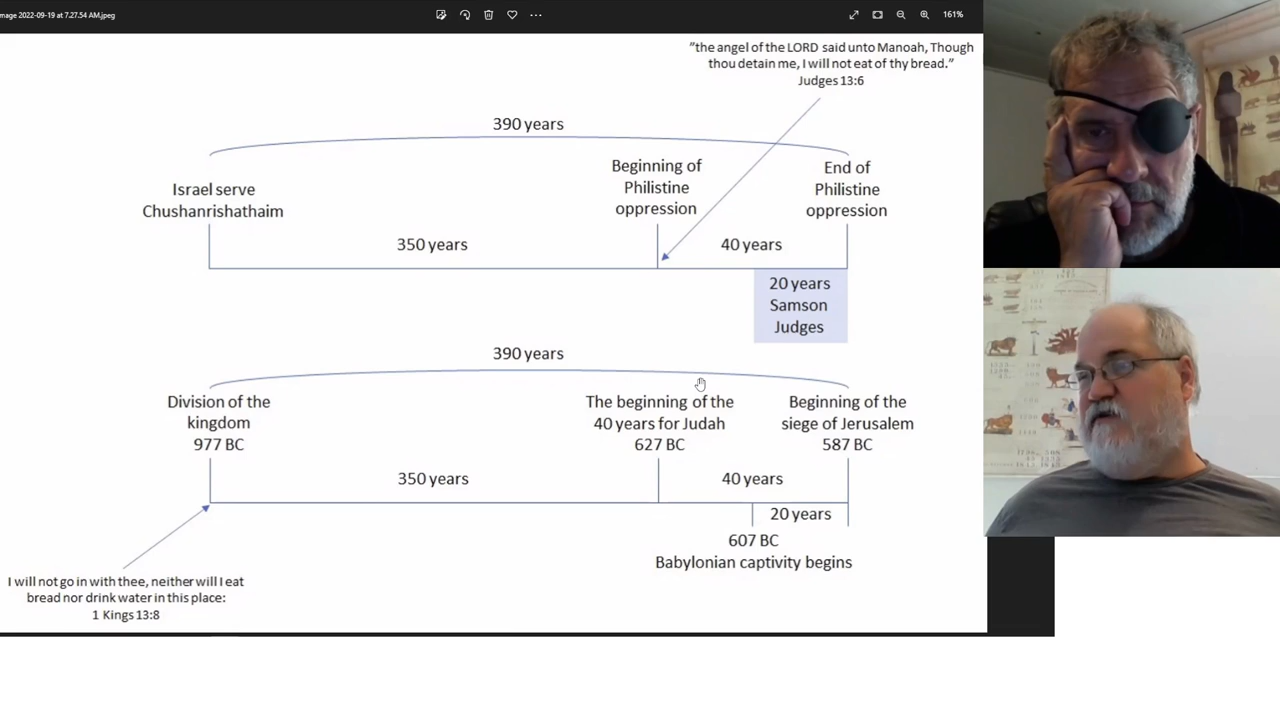 mage 2022-09-19 at 7.27.54 AM.jpeg
161%
"the angel of the LORD said unto Manoah, Though
thou detain me, I will not eat of thy bread."
Judges 13:6
390 years
Israel serve
Chushanrishathaim
Beginning of
Philistine
oppression
End of
Philistine
oppression
350 years
40 years
20 years
Samson
Judges
390 years
Division of the
kingdom
977 BC
The beginning of the
40 years for Judah
627 BC
Beginning of the
siege of Jerusalem
587 BC
350 years
40 years
20 years
607 BC
Babylonian captivity begins
I will not go in with thee, neither will I eat
bread nor drink water in this place:
1 Kings 13:8